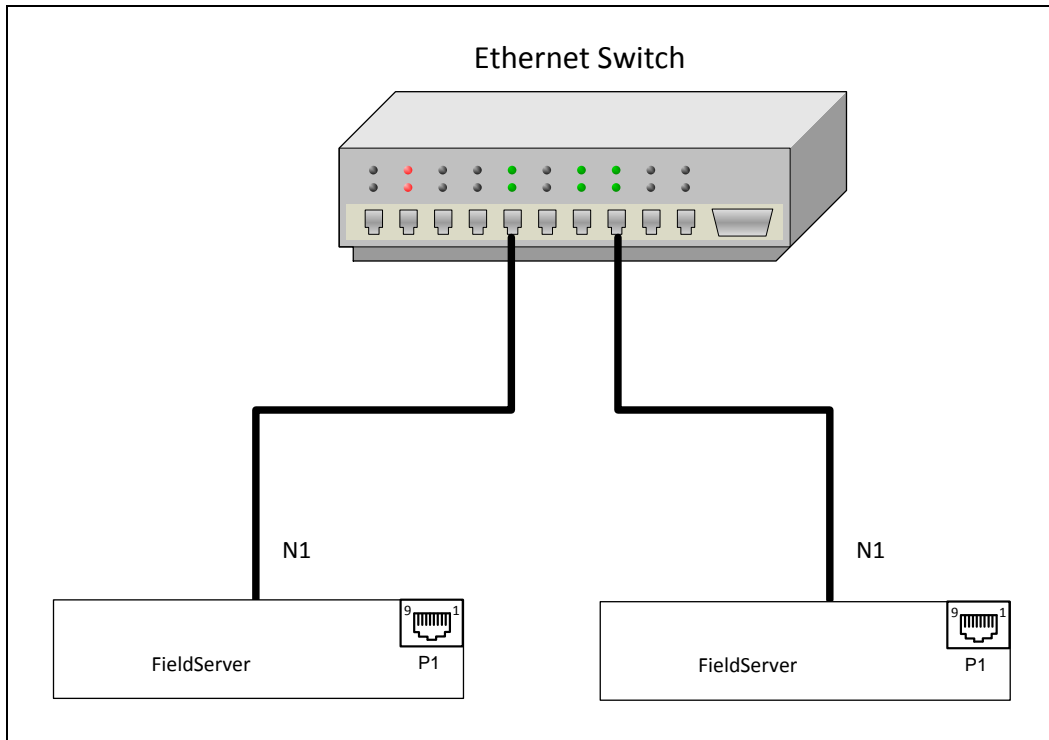 Ethernet Switch
N1
N1
9 1
FieldServer
P1
9 1
FieldServer
P1